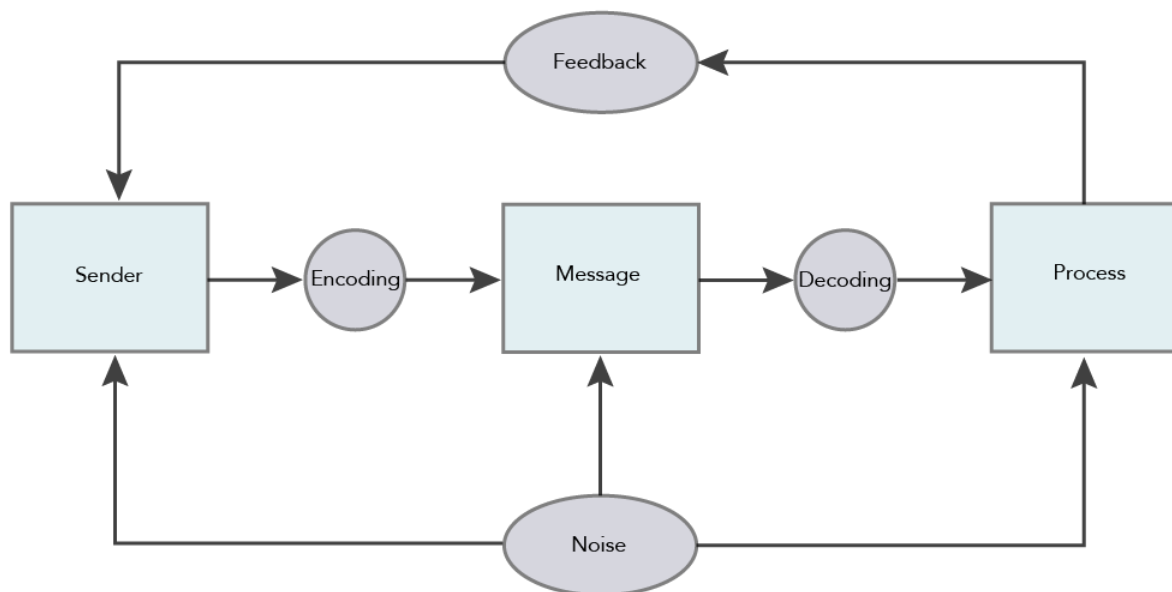 Feedback
Sender
Encoding
Message
Decoding
Process
Noise